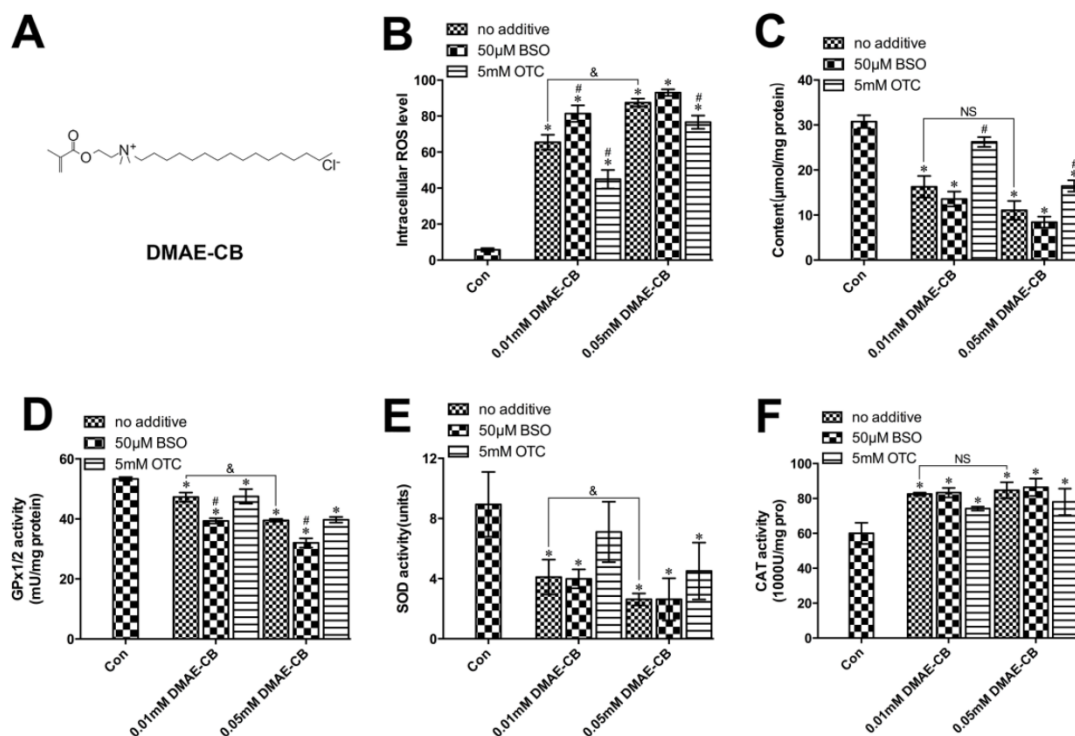 A
O
O
N+
Cl-
DMAE-CB
B
no additive
50μM BSO
5mM OTC
Intracellular ROS level
100
80
60
40
20
0
&
*
#
*
#
*
*
*
#
*
Con
0.01mM DMAE-CB
0.05mM DMAE-CB
C
no additive
50μM BSO
5mM OTC
Content(μmol/mg protein)
40
30
20
10
0
NS
*
*
#
*
*
#
*
Con
0.01mM DMAE-CB
0.05mM DMAE-CB
D
no additive
50μM BSO
5mM OTC
GPx1/2 activity
(mU/mg protein)
60
40
20
0
&
*
#
*
*
*
#
*
*
Con
0.01mM DMAE-CB
0.05mM DMAE-CB
E
no additive
50μM BSO
5mM OTC
SOD activity(units)
12
8
4
0
&
*
*
*
*
*
Con
0.01mM DMAE-CB
0.05mM DMAE-CB
F
no additive
50μM BSO
5mM OTC
CAT activity
(1000U/mg pro)
100
80
60
40
20
0
NS
*
*
*
*
*
*
Con
0.01mM DMAE-CB
0.05mM DMAE-CB